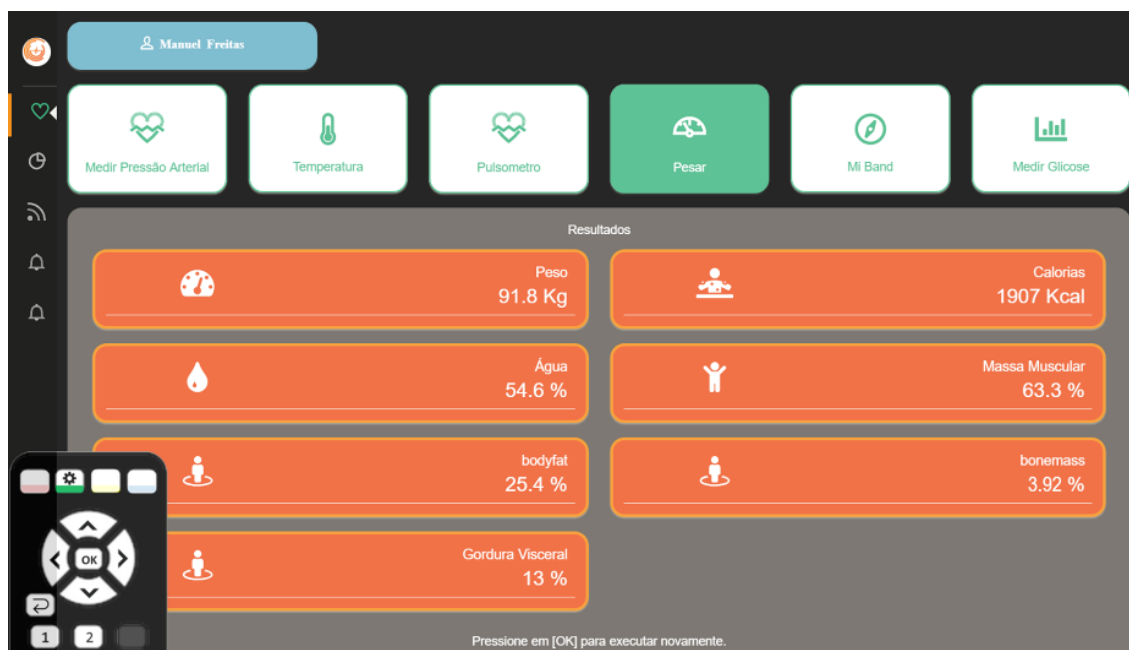 Manuel Freitas
Medir Pressão Arterial
Temperatura
Pulsometro
Pesar
Mi Band
Medir Glicose
Resultados
Peso
91.8 Kg
Calorias
1907 Kcal
Água
54.6 %
Massa Muscular
63.3 %
bodyfat
25.4 %
bonemass
3.92 %
Gordura Visceral
13 %
OK
1
2
Pressione em [OK] para executar novamente.